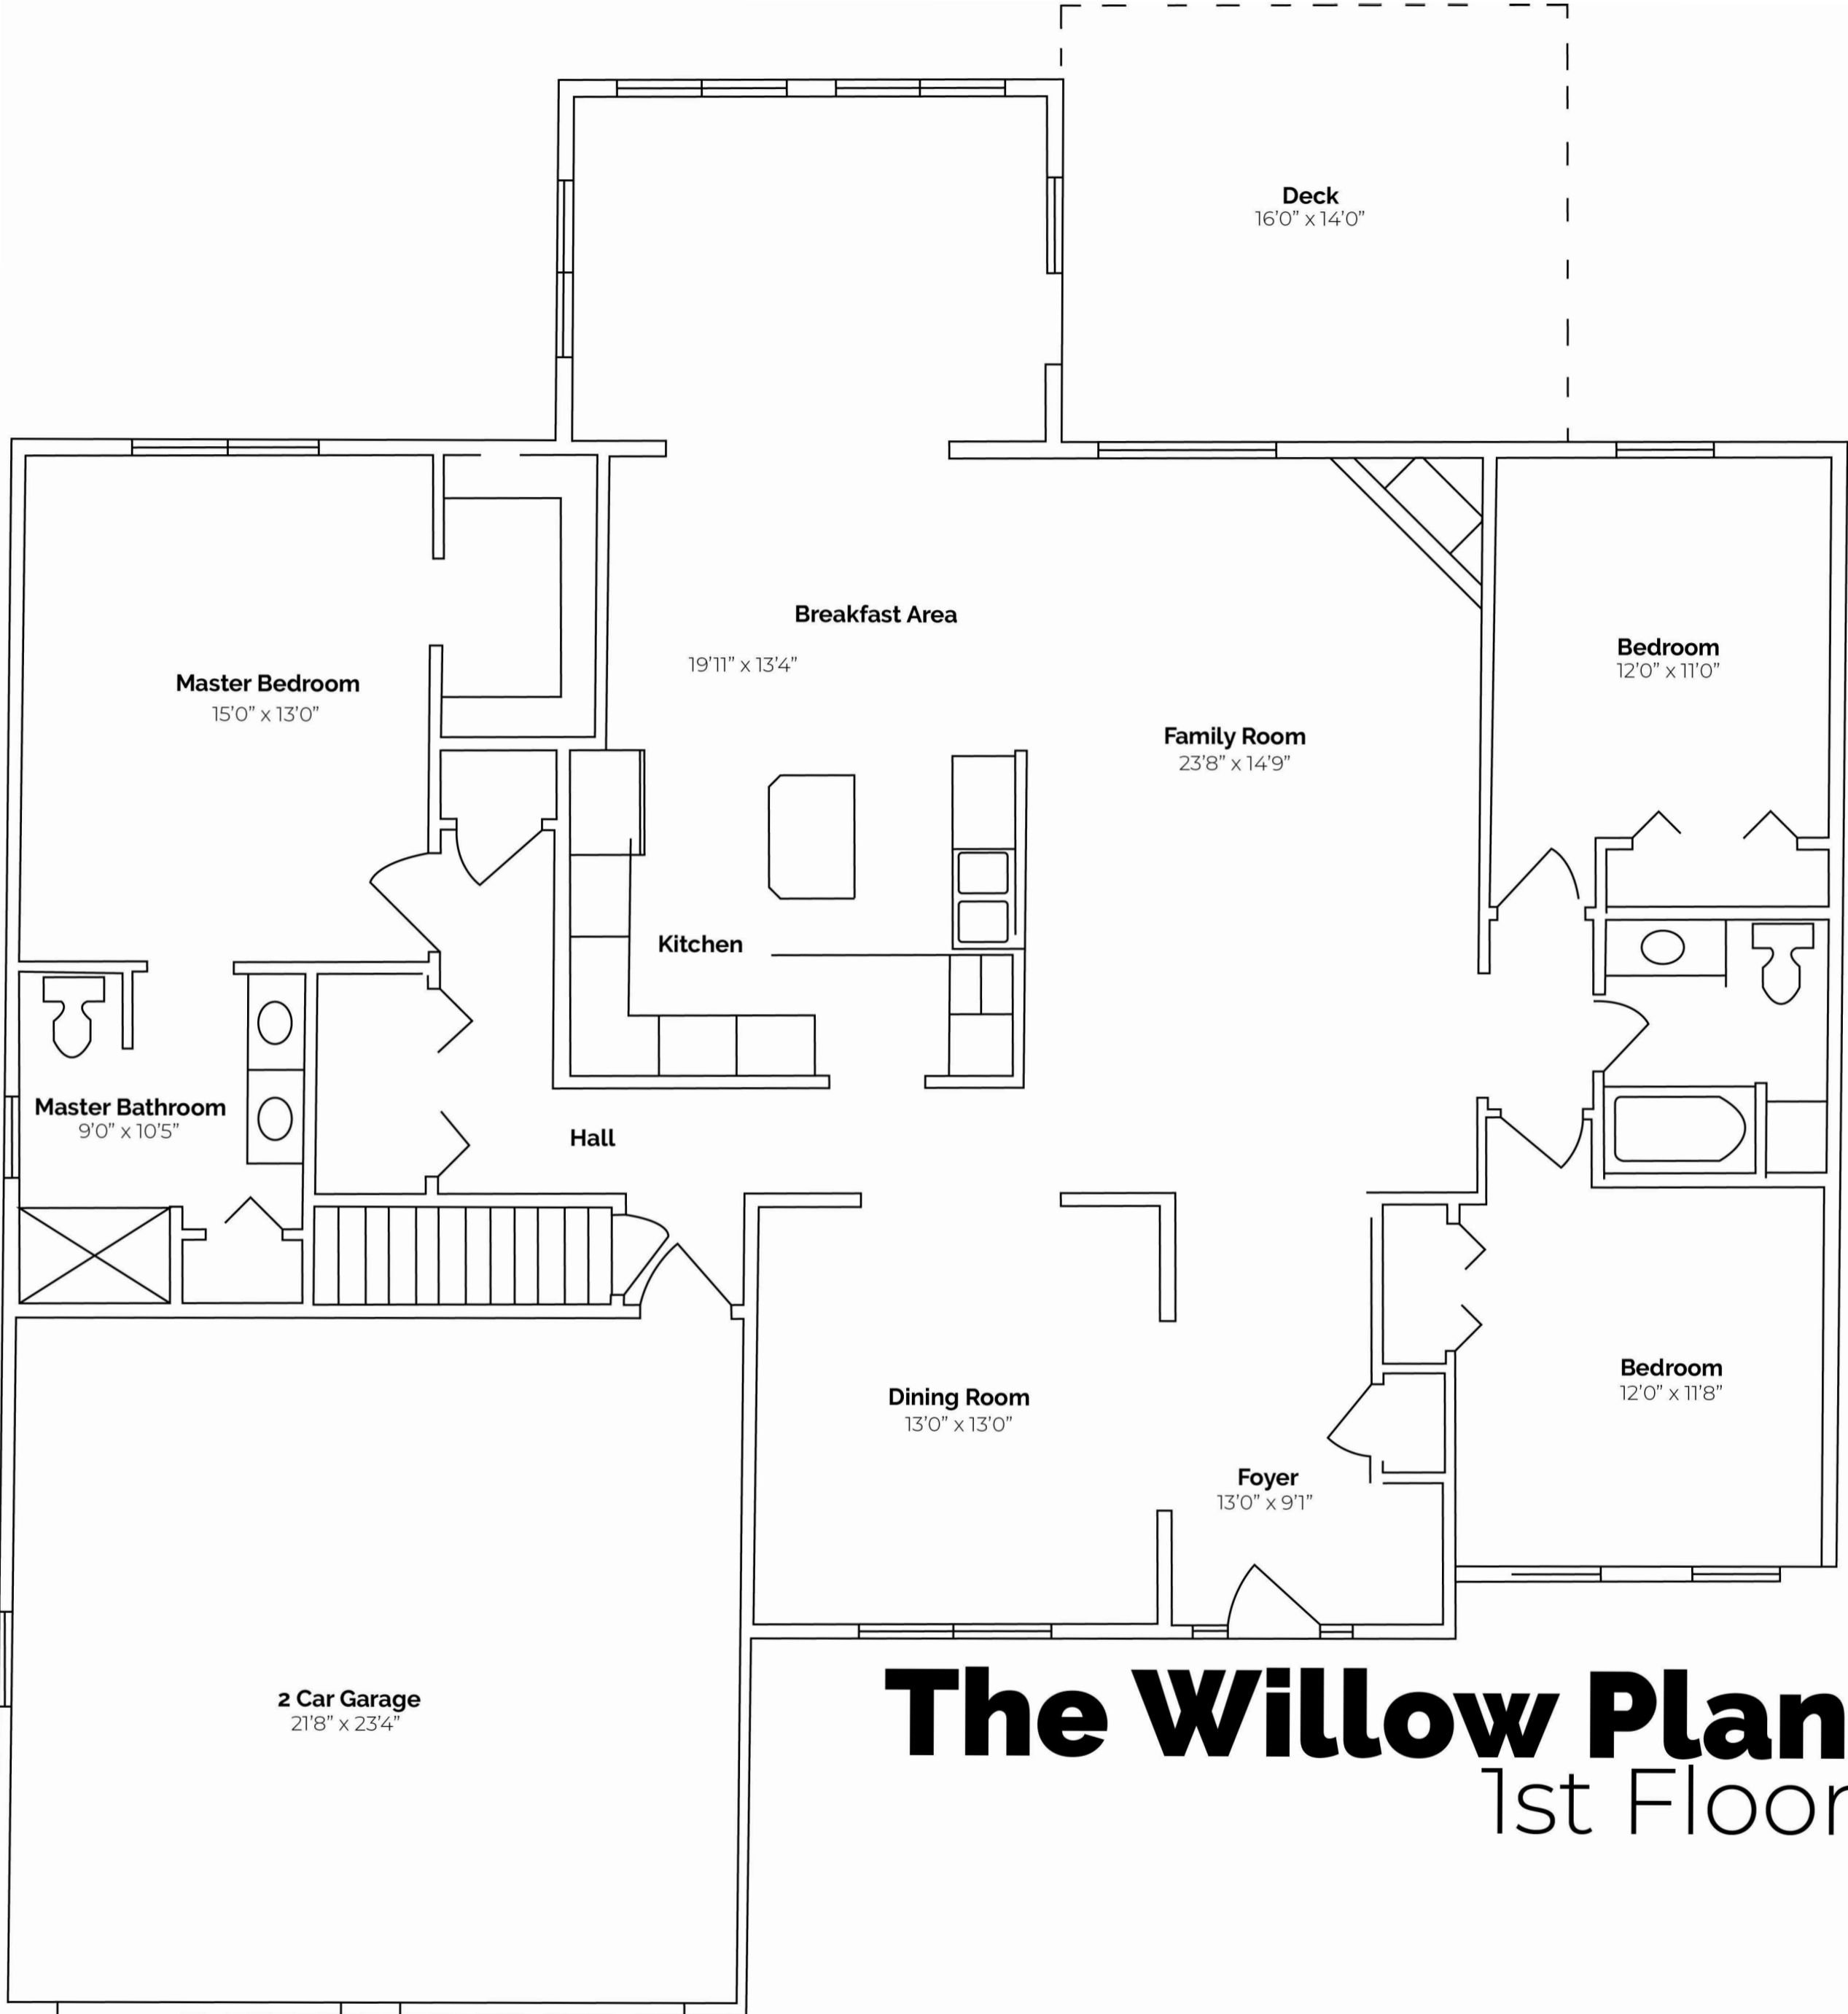 Deck
16’0” x 14’0”
Breakfast Area
19’11” x 13’4”
Master Bedroom
15’0” x 13’0”
Family Room
23’8” x 14’9”
Bedroom
12’0” x 11’0”
Kitchen
Master Bathroom
9’0” x 10’5”
Hall
Dining Room
13’0” x 13’0”
Foyer
13’0” x 9’1”
Bedroom
12’0” x 11’8”
2 Car Garage
21’8” x 23’4”
The Willow Plan
1st Floor